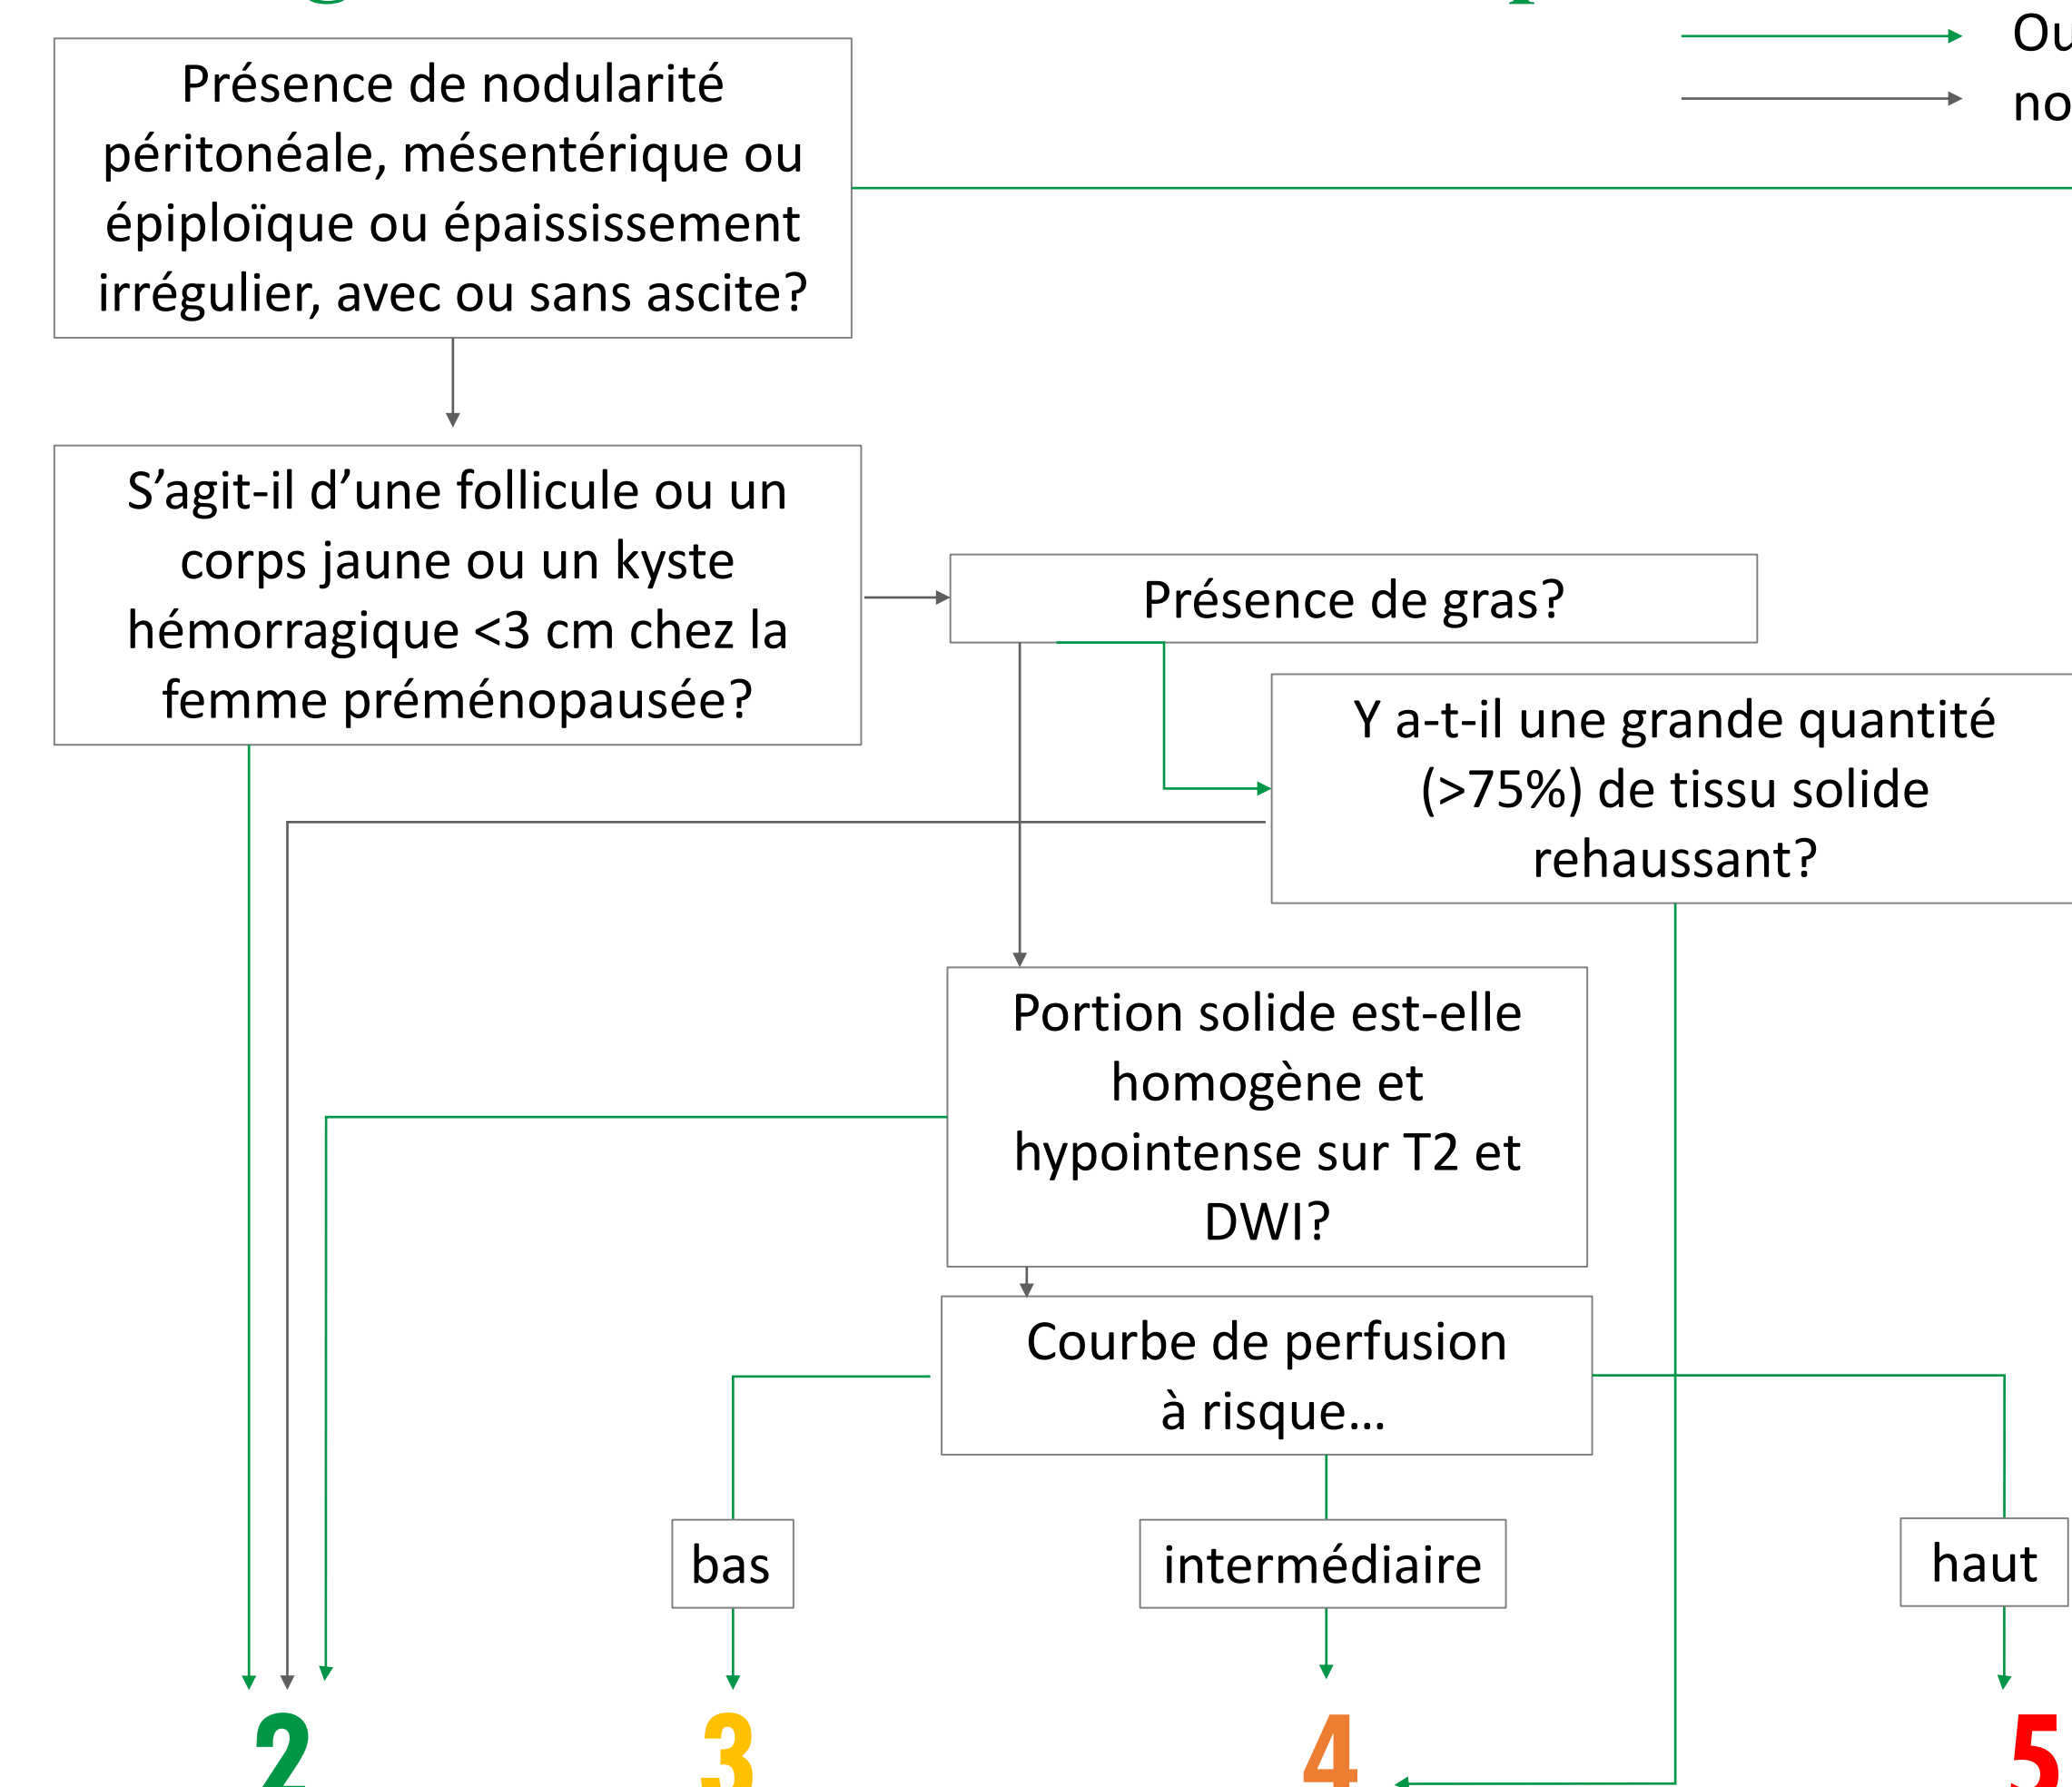 Présence de nodularité
péritonéale, mésentérique ou
épiploïque ou épaississement
irrégulier, avec ou sans ascite?
S’agit-il d’une follicule ou un
corps jaune ou un kyste
hémorragique <3 cm chez la
femme préménopausée?
Présence de gras?
Y a-t-il une grande quantité
(>75%) de tissu solide
rehaussant?
Portion solide est-elle
homogène et
hypointense sur T2 et
DWI?
Courbe de perfusion
à risque...
bas
intermédiaire
haut
2
3
4
5